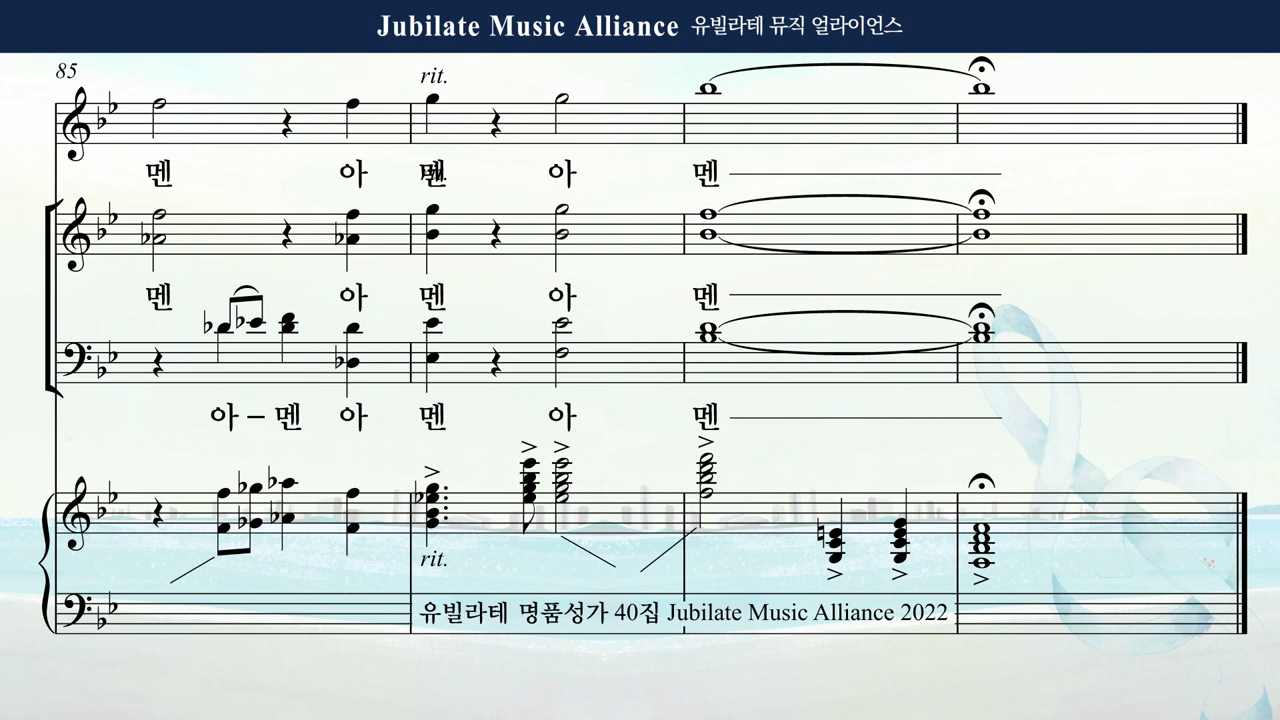 Jubilate Music Alliance 유빌라테 뮤직 얼라이언스
85
rit.
멘 아 멘 아 멘
멘 아 멘 아 멘
아 - 멘 아 멘 아 멘
rit.
유빌라테 명품성가 40집 Jubilate Music Alliance 2022